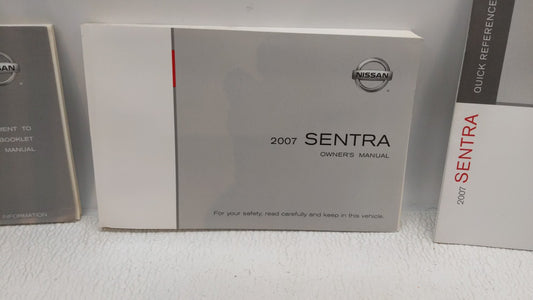 MENT TO
BOOKLET
MANUAL
INFORMATION
NISSAN
2007 SENTRA
OWNER'S MANUAL
For your safety, read carefully and keep in this vehicle.
QUICK REFERENCE
2007 SENTRA